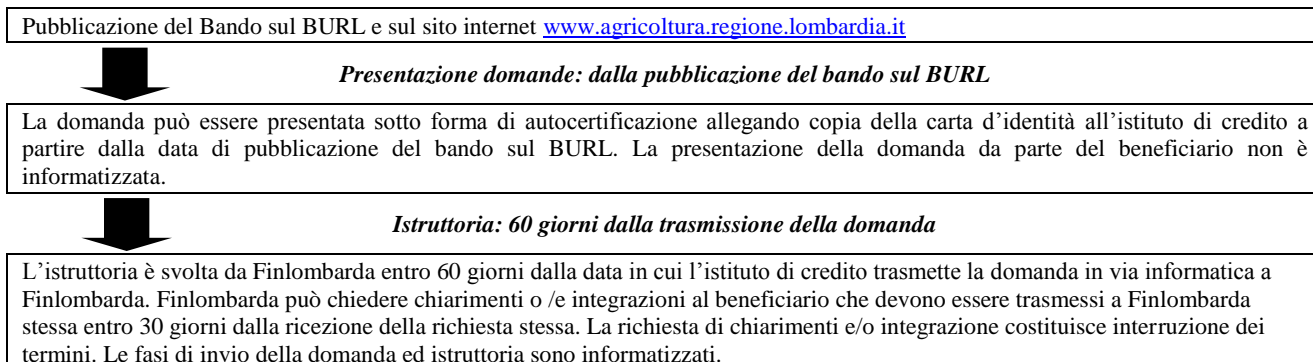 Pubblicazione del Bando sul BURL e sul sito internet www.agricoltura.regione.lombardia.it
Presentazione domande: dalla pubblicazione del bando sul BURL
La domanda può essere presentata sotto forma di autocertificazione allegando copia della carta d’identità all’istituto di credito a
partire dalla data di pubblicazione del bando sul BURL. La presentazione della domanda da parte del beneficiario non è
informatizzata.
Istruttoria: 60 giorni dalla trasmissione della domanda
L’istruttoria è svolta da Finlombarda entro 60 giorni dalla data in cui l’istituto di credito trasmette la domanda in via informatica a
Finlombarda. Finlombarda può chiedere chiarimenti o /e integrazioni al beneficiario che devono essere trasmessi a Finlombarda
stessa entro 30 giorni dalla ricezione della richiesta stessa. La richiesta di chiarimenti e/o integrazione costituisce interruzione dei
termini. Le fasi di invio della domanda ed istruttoria sono informatizzati.